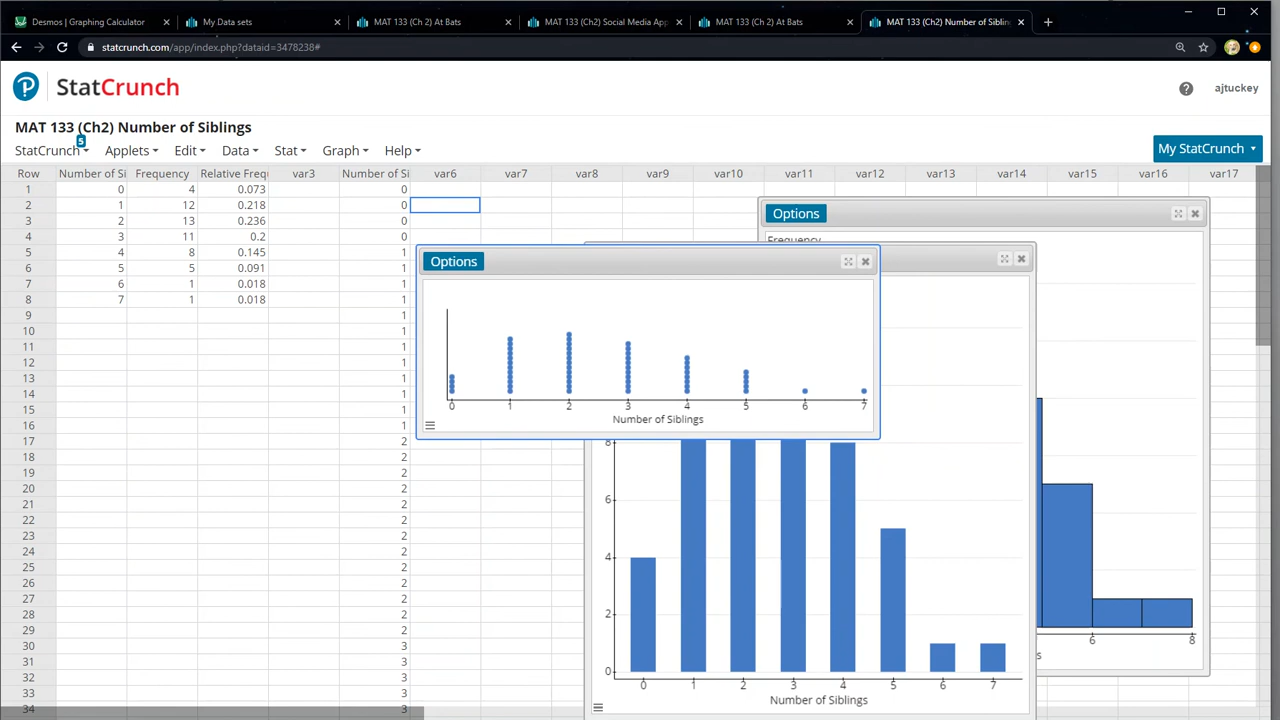 Desmos | Graphing Calculator
My Data sets
MAT 133 (Ch 2) At Bats
MAT 133 (Ch2) Social Media App
MAT 133 (Ch 2) At Bats
MAT 133 (Ch2) Number of Siblin
statcrunch.com/app/index.php?dataid=3478238#
StatCrunch
ajtuckey
MAT 133 (Ch2) Number of Siblings
5
StatCrunch Applets Edit Data Stat Graph Help
My StatCrunch
Row Number of Si Frequency Relative Freq var3 Number of Si var6 var7 var8 var9 var10 var11 var12 var13 var14 var15 var16 var17
1 0 4 0.073 0
2 1 12 0.218 0
3 2 13 0.236 0
4 3 11 0.2 0
5 4 8 0.145 1
6 5 5 0.091 1
7 6 1 0.018 1
8 7 1 0.018 1
9 1
10 1
11 1
12 1
13 1
14 1
15 1
16 1
17 2
18 2
19 2
20 2
21 2
22 2
23 2
24 2
25 2
26 2
27 2
28 2
29 2
30 3
31 3
32 3
33 3
34 3
Options
Frequency
Options
0 1 2 3 4 5 6 7
Number of Siblings
8
6
4
2
0
0 1 2 3 4 5 6 7
Number of Siblings
6 8
s